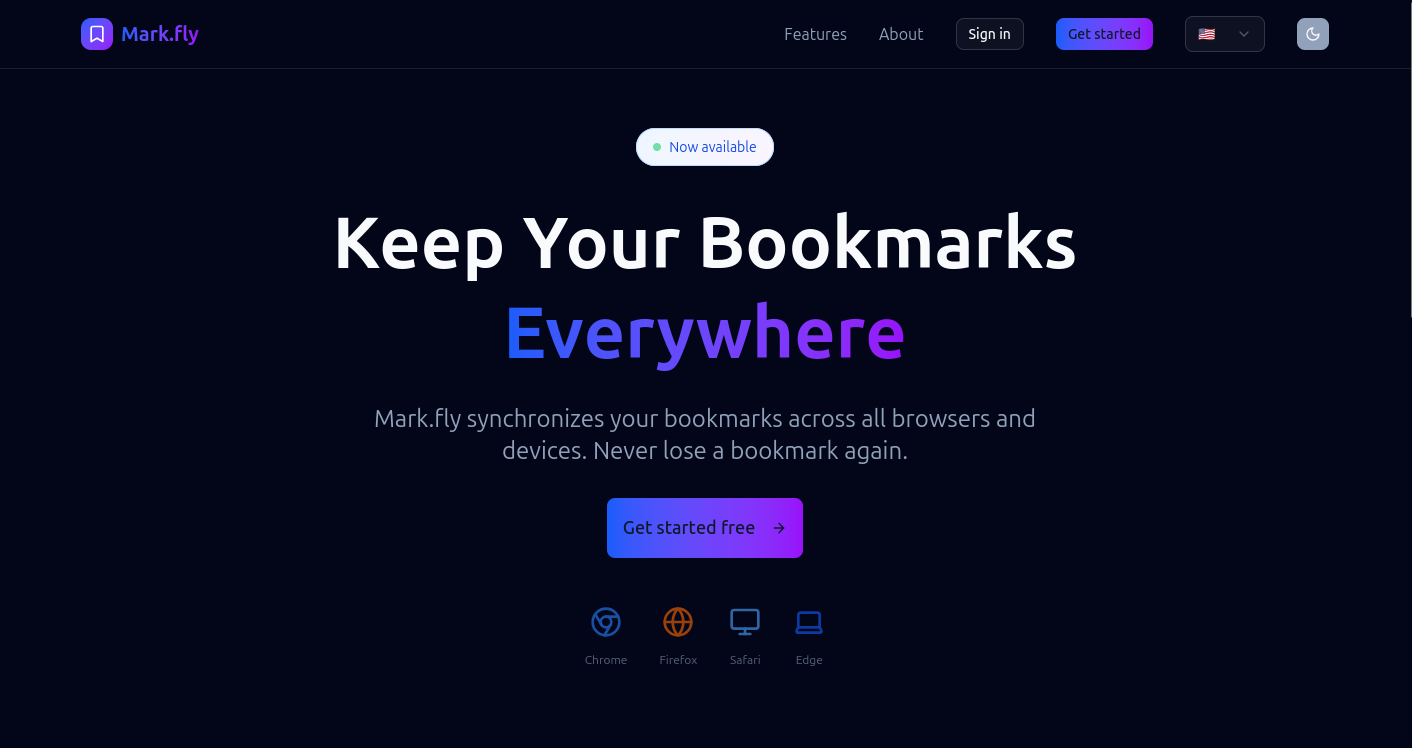 Mark.fly
Features
About
Sign in
Get started
Now available
Keep Your Bookmarks
Everywhere
Mark.fly synchronizes your bookmarks across all browsers and
devices. Never lose a bookmark again.
Get started free
Chrome
Firefox
Safari
Edge